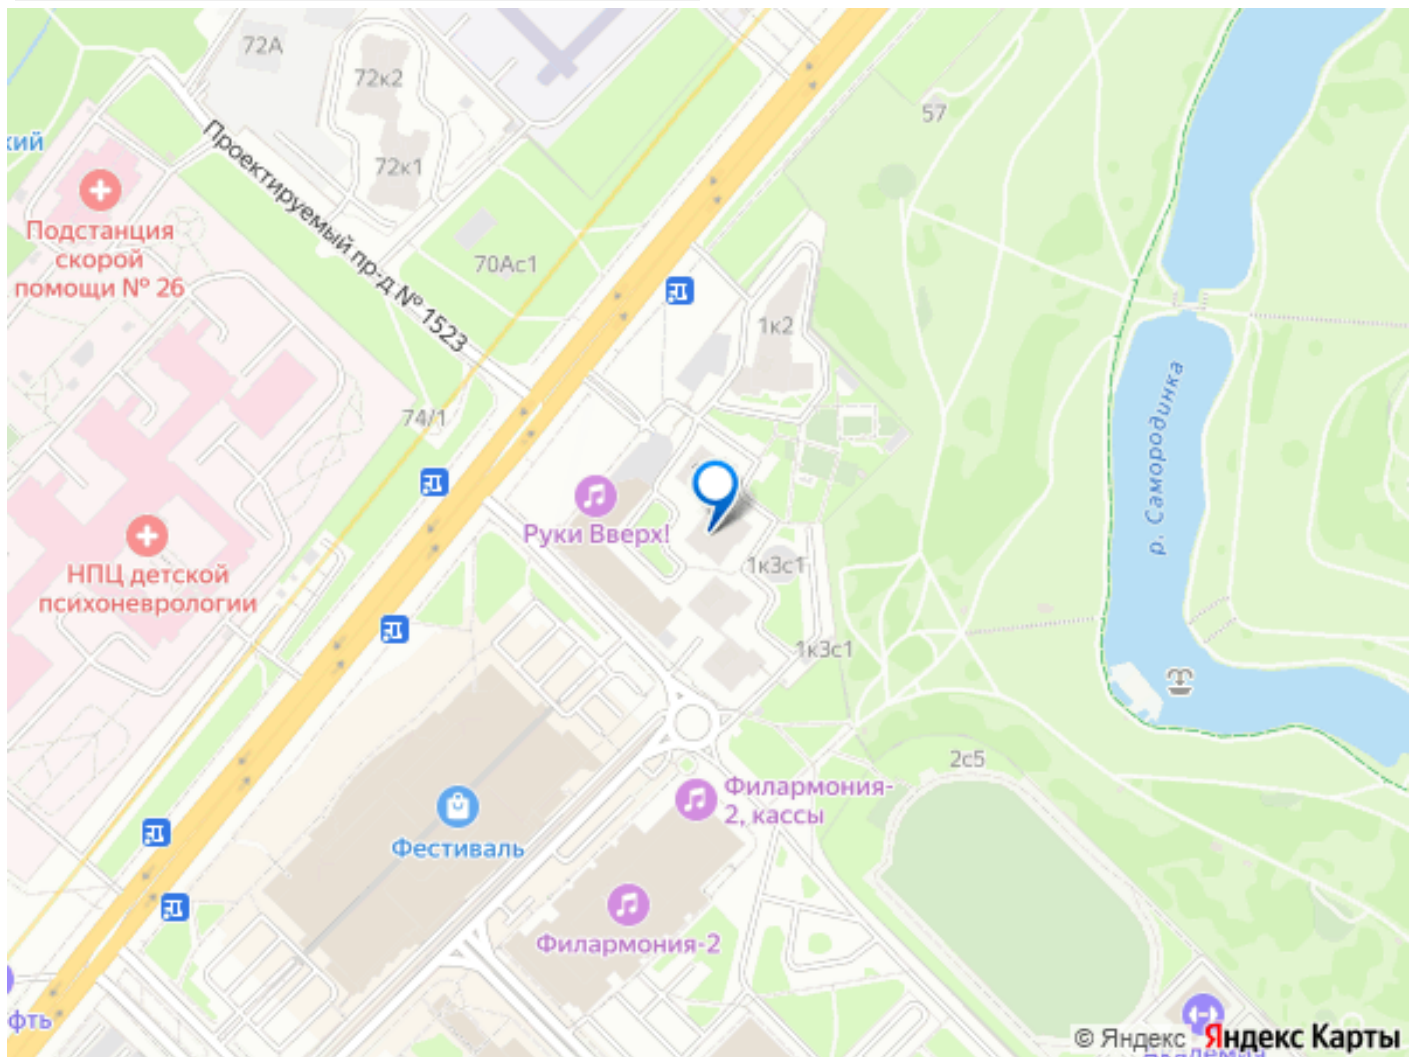 72А
72к2
57
кий
72к1
Проектируемый пр-д № 1523
Подстанция
скорой
помощи № 26
70Ас1
1к2
74/1
р. Самородинка
Руки Вверх!
1к3с1
НПЦ детской
психоневрологии
1к3с1
2с5
Филармония-
2, кассы
Фестиваль
Филармония-2
фть
© Яндекс Яндекс Карты